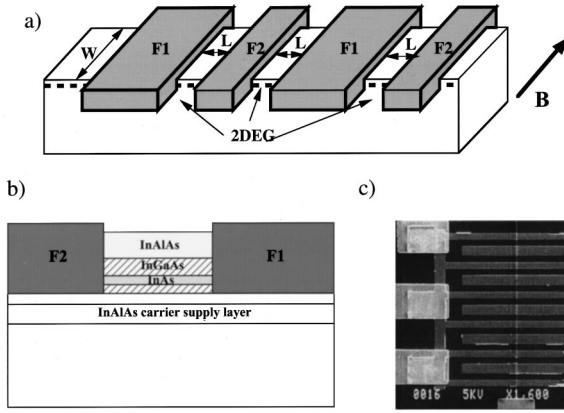 a)
F1
F2
F1
F2
W
L
L
L
2DEG
B
b)
c)
F2
InAlAs
InGaAs
InAs
F1
InAlAs carrier supply layer
0016 5KV X1,600